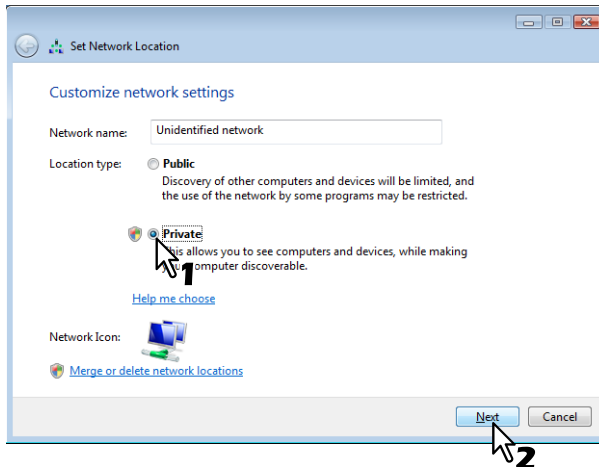 Set Network Location
Customize network settings
Network name: Unidentified network
Location type: Public
Discovery of other computers and devices will be limited, and
the use of the network by some programs may be restricted.
Private
This allows you to see computers and devices, while making
your computer discoverable.
1
Help me choose
Network Icon:
Merge or delete network locations
Next Cancel
2